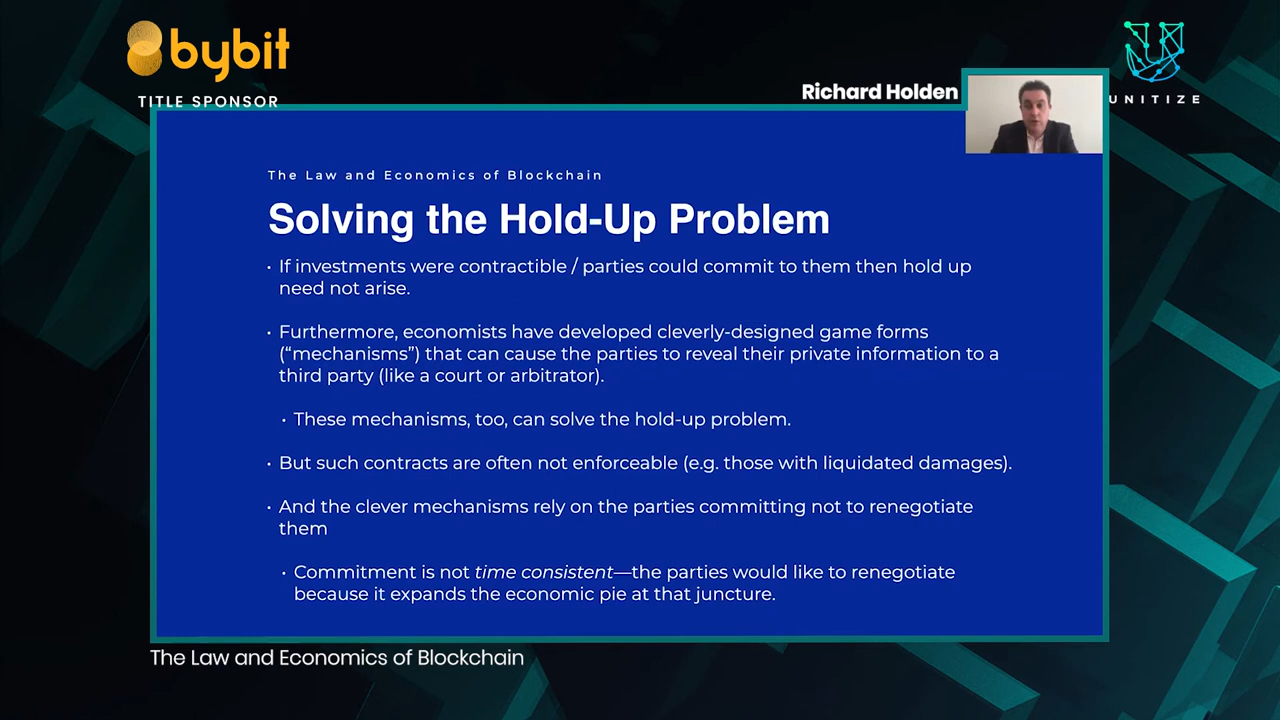 bybit
TITLE SPONSOR
Richard Holden
UNITIZE
The Law and Economics of Blockchain
Solving the Hold-Up Problem
· If investments were contractible / parties could commit to them then hold up
need not arise.
· Furthermore, economists have developed cleverly-designed game forms
(“mechanisms”) that can cause the parties to reveal their private information to a
third party (like a court or arbitrator).
· These mechanisms, too, can solve the hold-up problem.
· But such contracts are often not enforceable (e.g. those with liquidated damages).
· And the clever mechanisms rely on the parties committing not to renegotiate
them
· Commitment is not time consistent—the parties would like to renegotiate
because it expands the economic pie at that juncture.
The Law and Economics of Blockchain